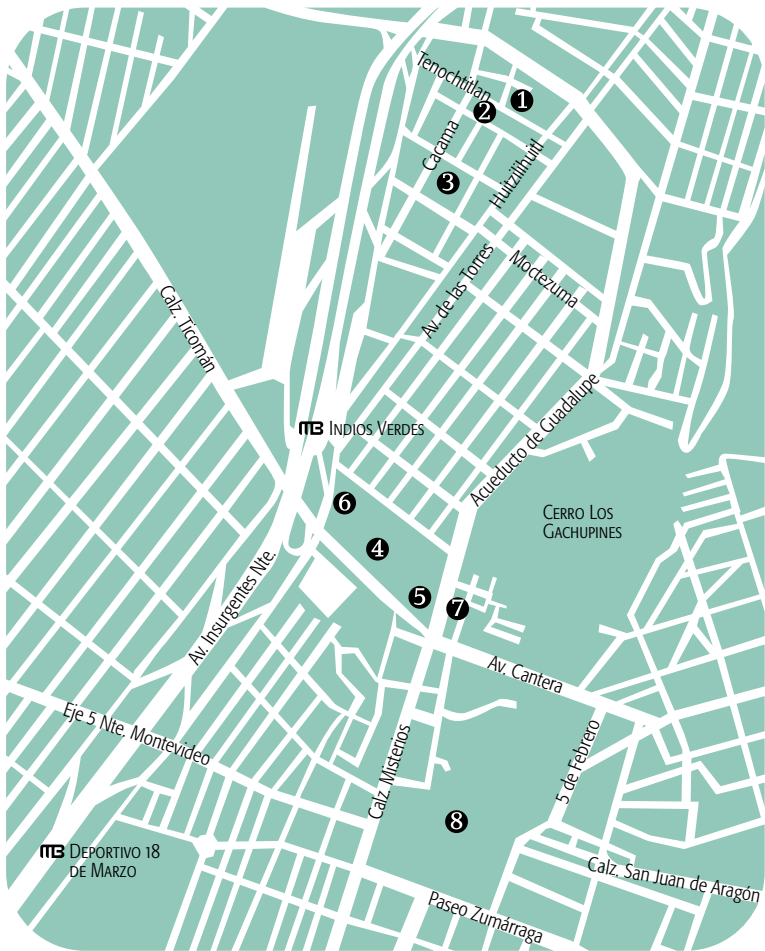 Tenochtitlan
1
2
Cacama
Huitzilihuitl
3
Av. de las Torres
Moctezuma
Calz. Ticomán
MB INDIOS VERDES
Acueducto de Guadalupe
6
CERRO LOS
GACHUPINES
4
5
7
Av. Insurgentes Nte.
Av. Cantera
Eje 5 Nte. Montevideo
Calz. Misterios
5 de Febrero
8
MB DEPORTIVO 18
DE MARZO
Calz. San Juan de Aragón
Paseo Zumárraga